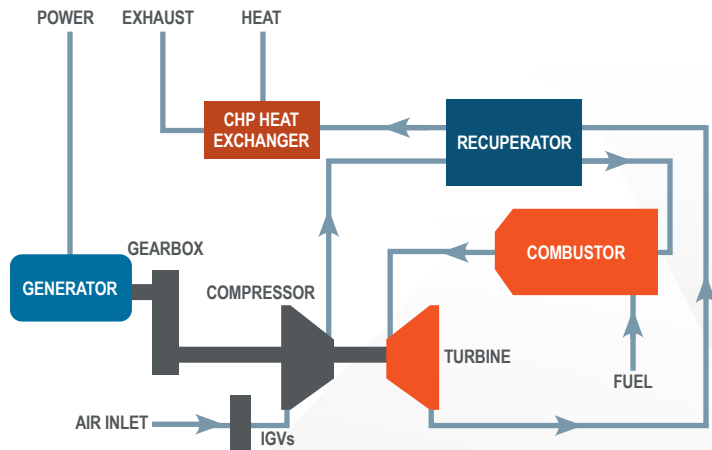 POWER
EXHAUST
HEAT
CHP HEAT
EXCHANGER
RECUPERATOR
GEARBOX
COMBUSTOR
GENERATOR
COMPRESSOR
TURBINE
FUEL
AIR INLET
IGVs